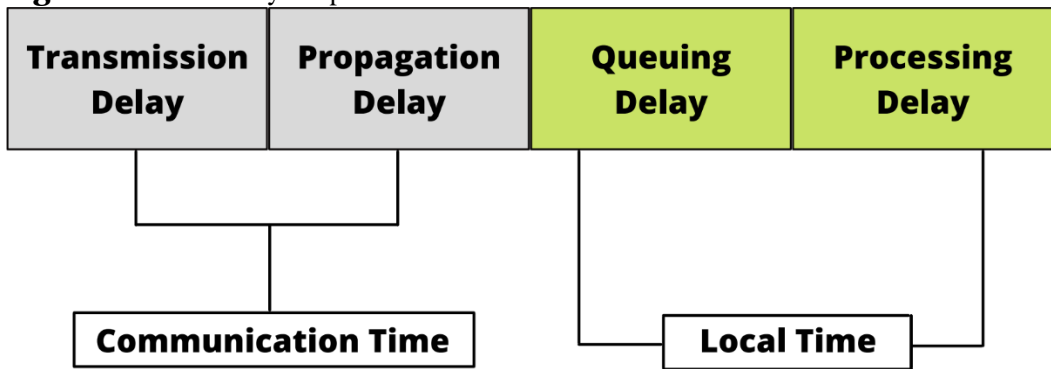 Transmission
Delay
Propagation
Delay
Queuing
Delay
Processing
Delay
Communication Time
Local Time